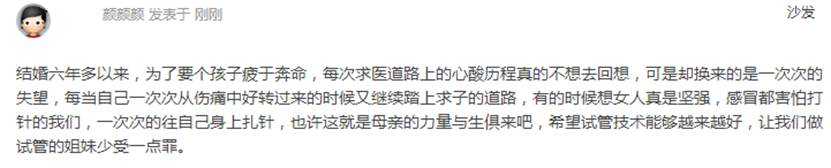 颜颜颜 发表于 刚刚 沙发
结婚六年多以来，为了要个孩子疲于奔命，每次求医道路上的心酸历程真的不想去回想，可是却换来的是一次次的
失望，每当自己一次次从伤痛中好转过来的时候又继续踏上求子的道路，有的时候想女人真是坚强，感冒都害怕打
针的我们，一次次的往自己身上扎针，也许这就是母亲的力量与生俱来吧，希望试管技术能够越来越好，让我们做
试管的姐妹少受一点罪。